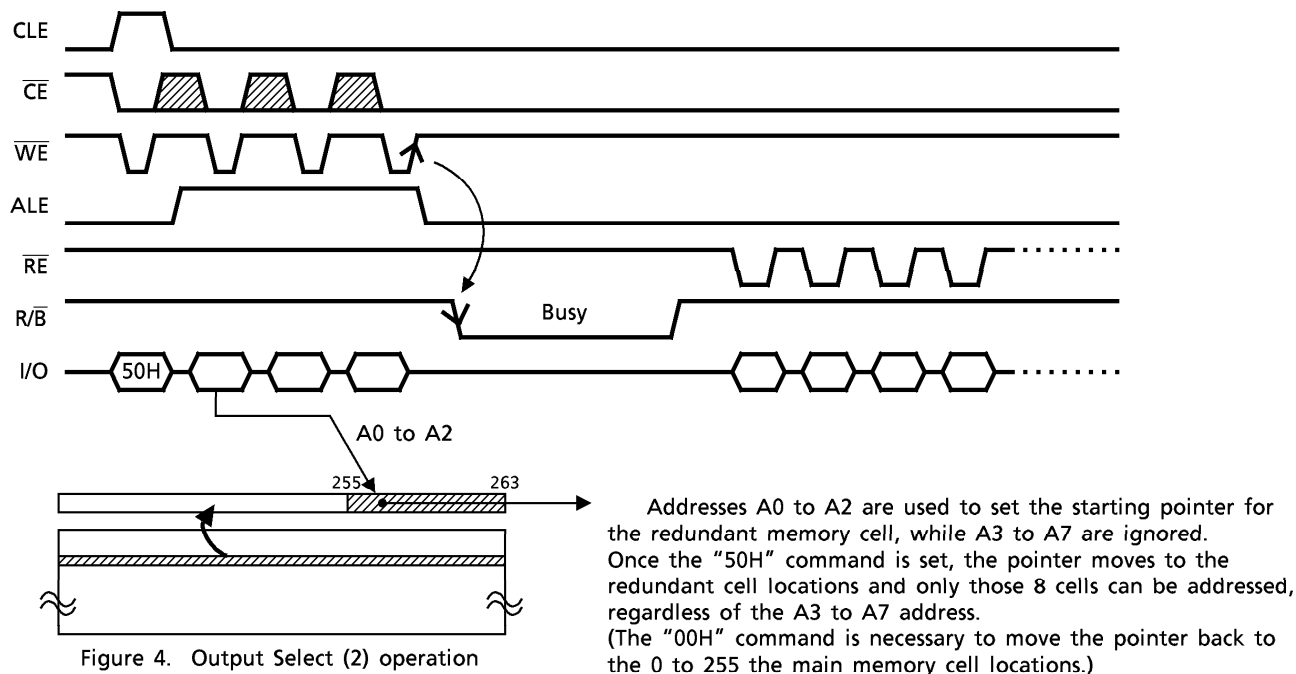 CLE
C̅E̅
W̅E̅
ALE
R̅E̅
R/B̅
Busy
I/O
50H
A0 to A2
255
263
Figure 4. Output Select (2) operation
Addresses A0 to A2 are used to set the starting pointer for
the redundant memory cell, while A3 to A7 are ignored.
Once the "50H" command is set, the pointer moves to the
redundant cell locations and only those 8 cells can be addressed,
regardless of the A3 to A7 address.
(The "00H" command is necessary to move the pointer back to
the 0 to 255 the main memory cell locations.)